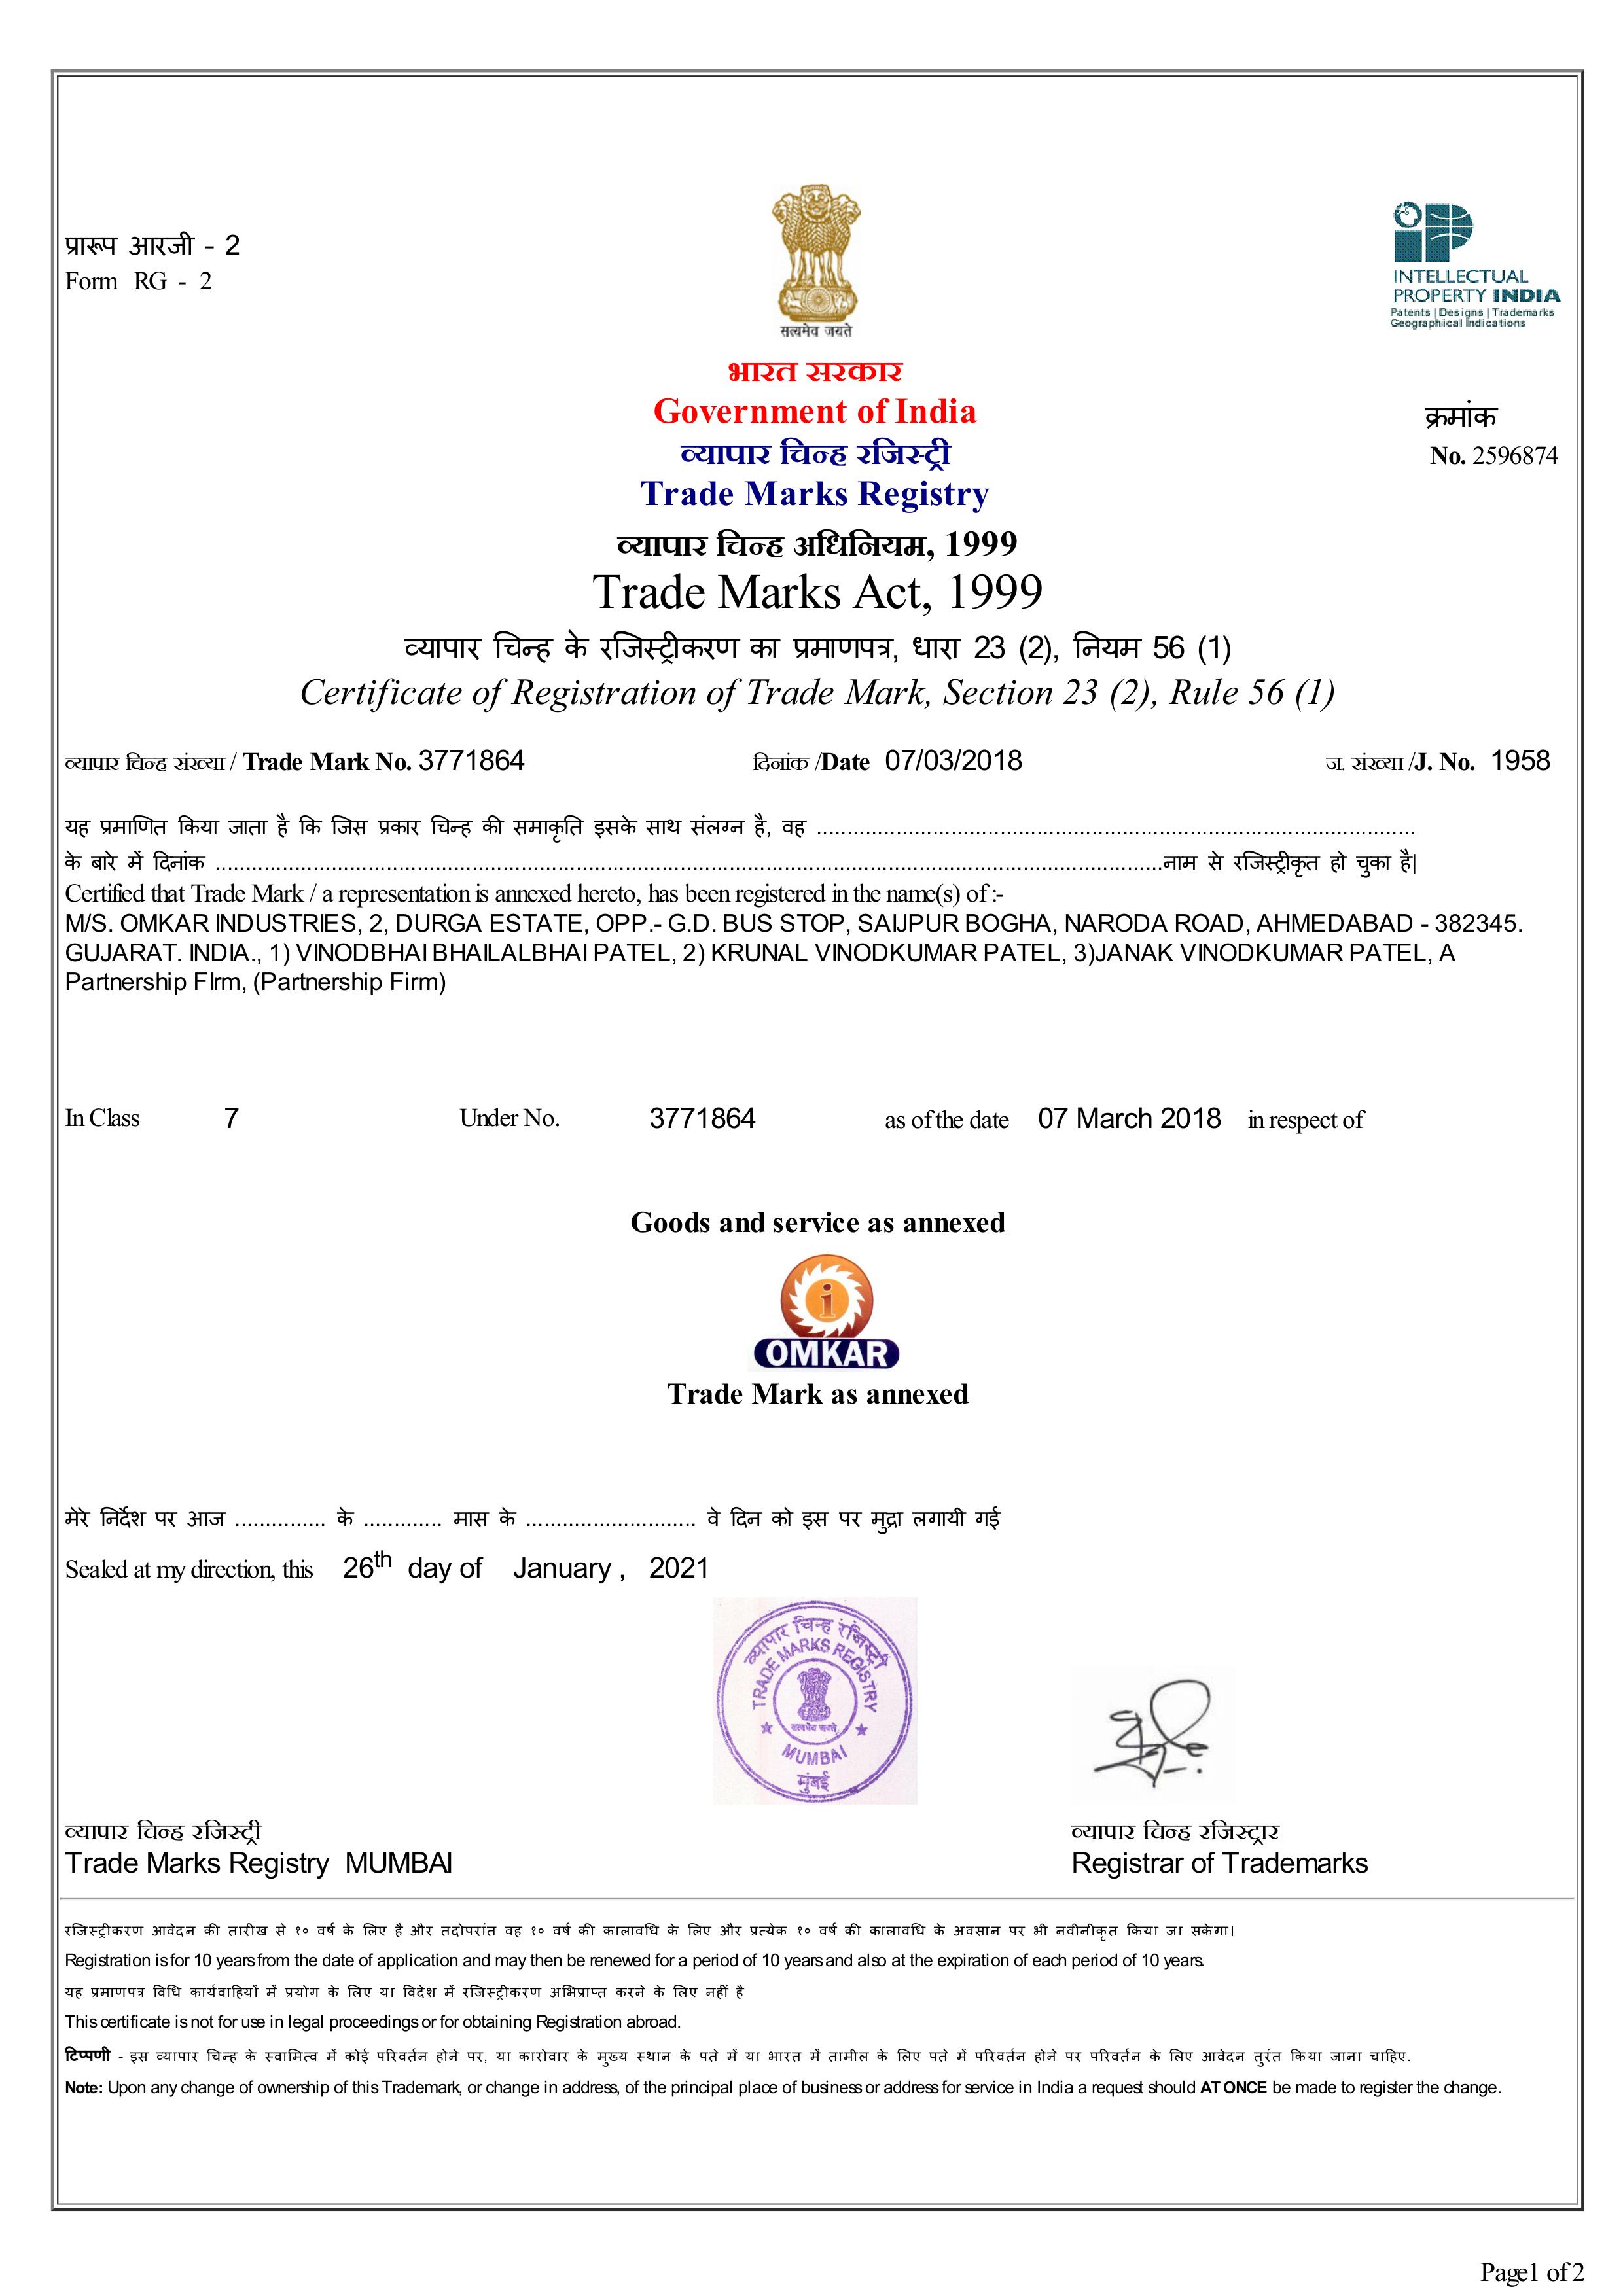 प्रारूप आरजी - 2
Form RG - 2
सत्यमेव जयते
INTELLECTUAL
PROPERTY INDIA
Patents | Designs | Trademarks
Geographical Indications
भारत सरकार
Government of India
व्यापार चिन्ह रजिस्ट्री
Trade Marks Registry
क्रमांक
No. 2596874
व्यापार चिन्ह अधिनियम, 1999
Trade Marks Act, 1999
व्यापार चिन्ह के रजिस्ट्रीकरण का प्रमाणपत्र, धारा 23 (2), नियम 56 (1)
Certificate of Registration of Trade Mark, Section 23 (2), Rule 56 (1)
व्यापार चिन्ह संख्या / Trade Mark No. 3771864 दिनांक /Date 07/03/2018 ज. संख्या /J. No. 1958
यह प्रमाणित किया जाता है कि जिस प्रकार चिन्ह की समाकृति इसके साथ संलग्न है, वह ....................................................................................................
के बारे में दिनांक ..............................................................................................................................................................नाम से रजिस्ट्रीकृत हो चुका है|
Certified that Trade Mark / a representation is annexed hereto, has been registered in the name(s) of :-
M/S. OMKAR INDUSTRIES, 2, DURGA ESTATE, OPP.- G.D. BUS STOP, SAIJPUR BOGHA, NARODA ROAD, AHMEDABAD - 382345.
GUJARAT. INDIA., 1) VINODBHAI BHAILALBHAI PATEL, 2) KRUNAL VINODKUMAR PATEL, 3)JANAK VINODKUMAR PATEL, A
Partnership FIrm, (Partnership Firm)
In Class 7 Under No. 3771864 as of the date 07 March 2018 in respect of
Goods and service as annexed
i
OMKAR
Trade Mark as annexed
मेरे निर्देश पर आज ............... के ............. मास के ............................ वे दिन को इस पर मुद्रा लगायी गई
Sealed at my direction, this 26th day of January , 2021
व्यापार चिन्ह रजिस्ट्री
TRADE MARKS REGISTRY
सत्यमेव जयते
MUMBAI
मुंबई
व्यापार चिन्ह रजिस्ट्री
Trade Marks Registry MUMBAI
व्यापार चिन्ह रजिस्ट्रार
Registrar of Trademarks
रजिस्ट्रीकरण आवेदन की तारीख से १० वर्ष के लिए है और तदोपरांत वह १० वर्ष की कालावधि के लिए और प्रत्येक १० वर्ष की कालावधि के अवसान पर भी नवीनीकृत किया जा सकेगा।
Registration is for 10 years from the date of application and may then be renewed for a period of 10 years and also at the expiration of each period of 10 years.
यह प्रमाणपत्र विधि कार्यवाहियों में प्रयोग के लिए या विदेश में रजिस्ट्रीकरण अभिप्राप्त करने के लिए नहीं है
This certificate is not for use in legal proceedings or for obtaining Registration abroad.
टिप्पणी - इस व्यापार चिन्ह के स्वामित्व में कोई परिवर्तन होने पर, या कारोवार के मुख्य स्थान के पते में या भारत में तामील के लिए पते में परिवर्तन होने पर परिवर्तन के लिए आवेदन तुरंत किया जाना चाहिए.
Note: Upon any change of ownership of this Trademark, or change in address, of the principal place of business or address for service in India a request should AT ONCE be made to register the change.
Page1 of 2